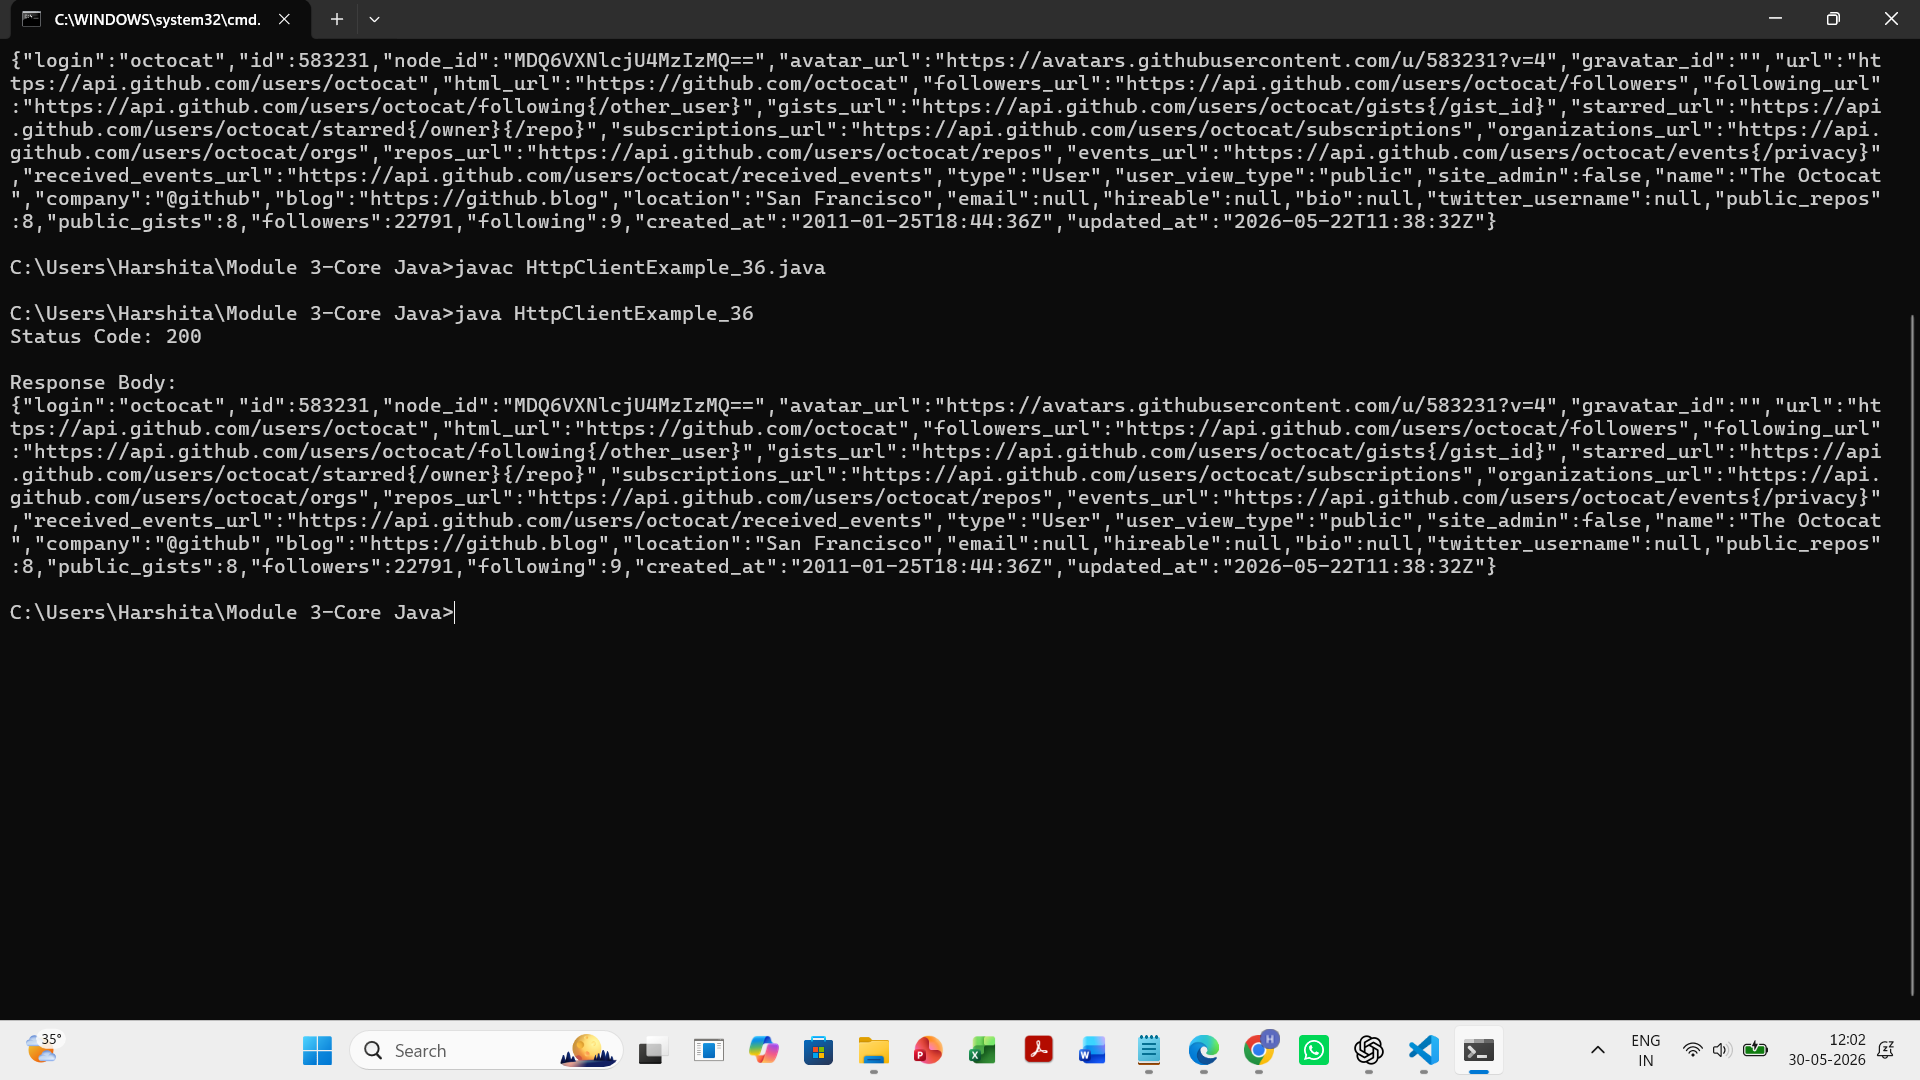 C:\WINDOWS\system32\cmd.
{"login":"octocat","id":583231,"node_id":"MDQ6VXNlcjU4MzIzMQ==","avatar_url":"https://avatars.githubusercontent.com/u/583231?v=4","gravatar_id":"","url":"ht
tps://api.github.com/users/octocat","html_url":"https://github.com/octocat","followers_url":"https://api.github.com/users/octocat/followers","following_url"
:"https://api.github.com/users/octocat/following{/other_user}","gists_url":"https://api.github.com/users/octocat/gists{/gist_id}","starred_url":"https://api
.github.com/users/octocat/starred{/owner}{/repo}","subscriptions_url":"https://api.github.com/users/octocat/subscriptions","organizations_url":"https://api.
github.com/users/octocat/orgs","repos_url":"https://api.github.com/users/octocat/repos","events_url":"https://api.github.com/users/octocat/events{/privacy}"
,"received_events_url":"https://api.github.com/users/octocat/received_events","type":"User","user_view_type":"public","site_admin":false,"name":"The Octocat
","company":"@github","blog":"https://github.blog","location":"San Francisco","email":null,"hireable":null,"bio":null,"twitter_username":null,"public_repos"
:8,"public_gists":8,"followers":22791,"following":9,"created_at":"2011-01-25T18:44:36Z","updated_at":"2026-05-22T11:38:32Z"}
C:\Users\Harshita\Module 3-Core Java>javac HttpClientExample_36.java
C:\Users\Harshita\Module 3-Core Java>java HttpClientExample_36
Status Code: 200
Response Body:
{"login":"octocat","id":583231,"node_id":"MDQ6VXNlcjU4MzIzMQ==","avatar_url":"https://avatars.githubusercontent.com/u/583231?v=4","gravatar_id":"","url":"ht
tps://api.github.com/users/octocat","html_url":"https://github.com/octocat","followers_url":"https://api.github.com/users/octocat/followers","following_url"
:"https://api.github.com/users/octocat/following{/other_user}","gists_url":"https://api.github.com/users/octocat/gists{/gist_id}","starred_url":"https://api
.github.com/users/octocat/starred{/owner}{/repo}","subscriptions_url":"https://api.github.com/users/octocat/subscriptions","organizations_url":"https://api.
github.com/users/octocat/orgs","repos_url":"https://api.github.com/users/octocat/repos","events_url":"https://api.github.com/users/octocat/events{/privacy}"
,"received_events_url":"https://api.github.com/users/octocat/received_events","type":"User","user_view_type":"public","site_admin":false,"name":"The Octocat
","company":"@github","blog":"https://github.blog","location":"San Francisco","email":null,"hireable":null,"bio":null,"twitter_username":null,"public_repos"
:8,"public_gists":8,"followers":22791,"following":9,"created_at":"2011-01-25T18:44:36Z","updated_at":"2026-05-22T11:38:32Z"}
C:\Users\Harshita\Module 3-Core Java>
35°
Search
H
ENG
IN
12:02
30-05-2026